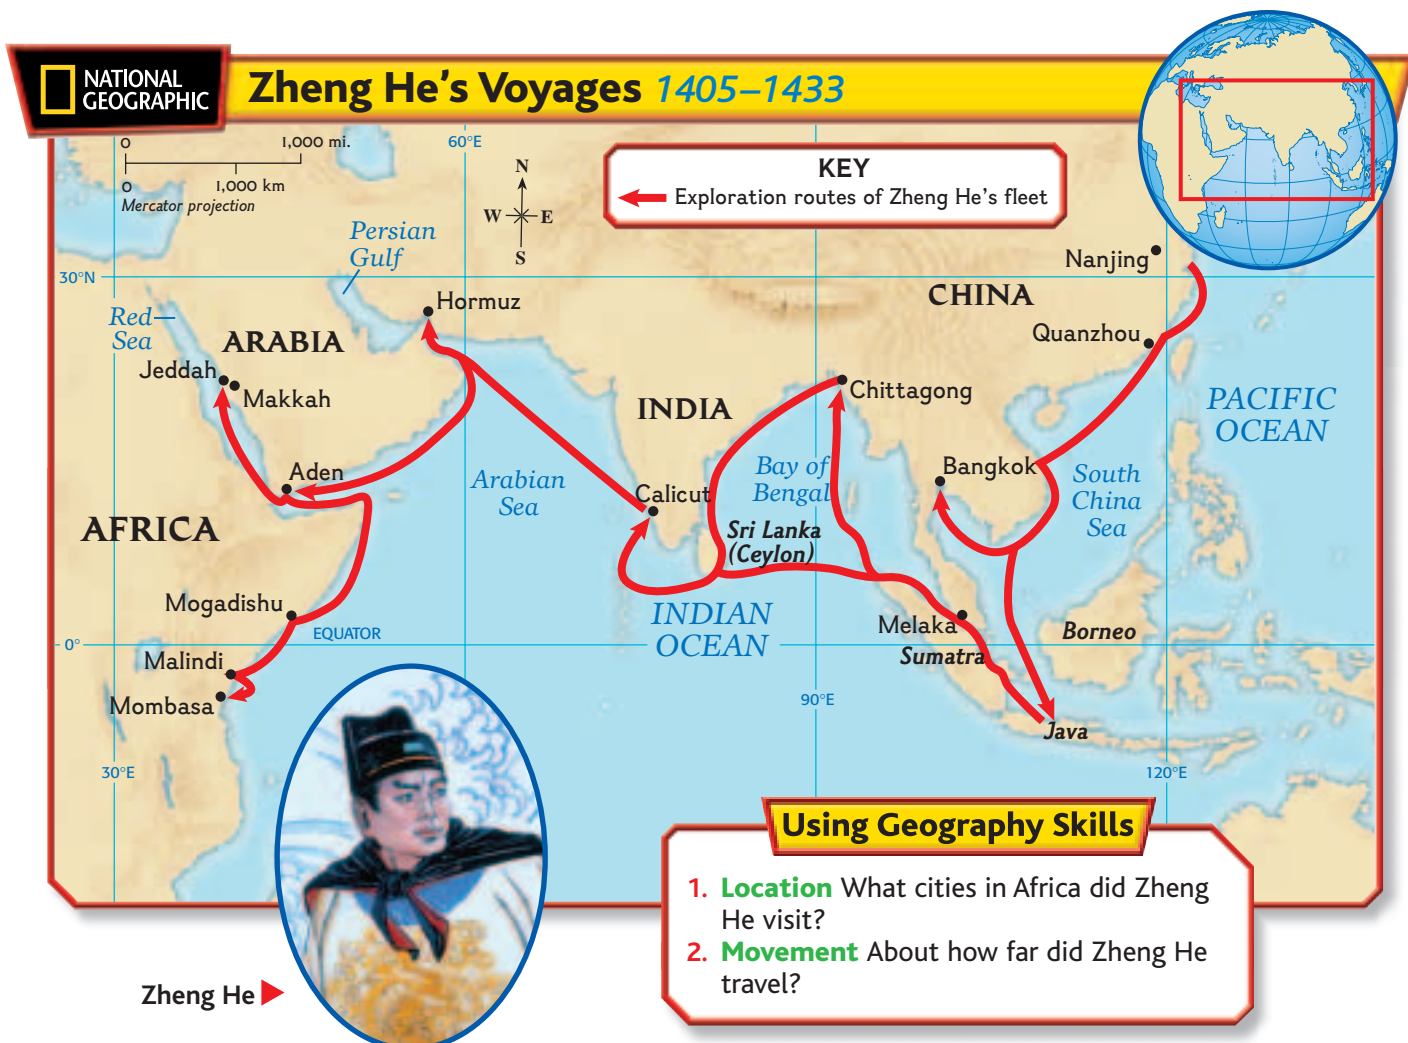 NATIONAL
GEOGRAPHIC
Zheng He's Voyages 1405–1433
0 1,000 mi.
0 1,000 km
Mercator projection
60°E
N
W E
S
KEY
Exploration routes of Zheng He's fleet
Persian
Gulf
Nanjing
30°N
CHINA
Hormuz
Red
Sea
ARABIA
Quanzhou
Jeddah
Makkah
INDIA
Chittagong
PACIFIC
OCEAN
Aden
Arabian
Sea
Bay of
Bengal
Bangkok
South
China
Sea
Calicut
AFRICA
Sri Lanka
(Ceylon)
Mogadishu
EQUATOR
INDIAN
OCEAN
Melaka
Sumatra
Borneo
0°
Malindi
Mombasa
90°E
Java
30°E
120°E
Using Geography Skills
1. Location What cities in Africa did Zheng
He visit?
2. Movement About how far did Zheng He
travel?
Zheng He